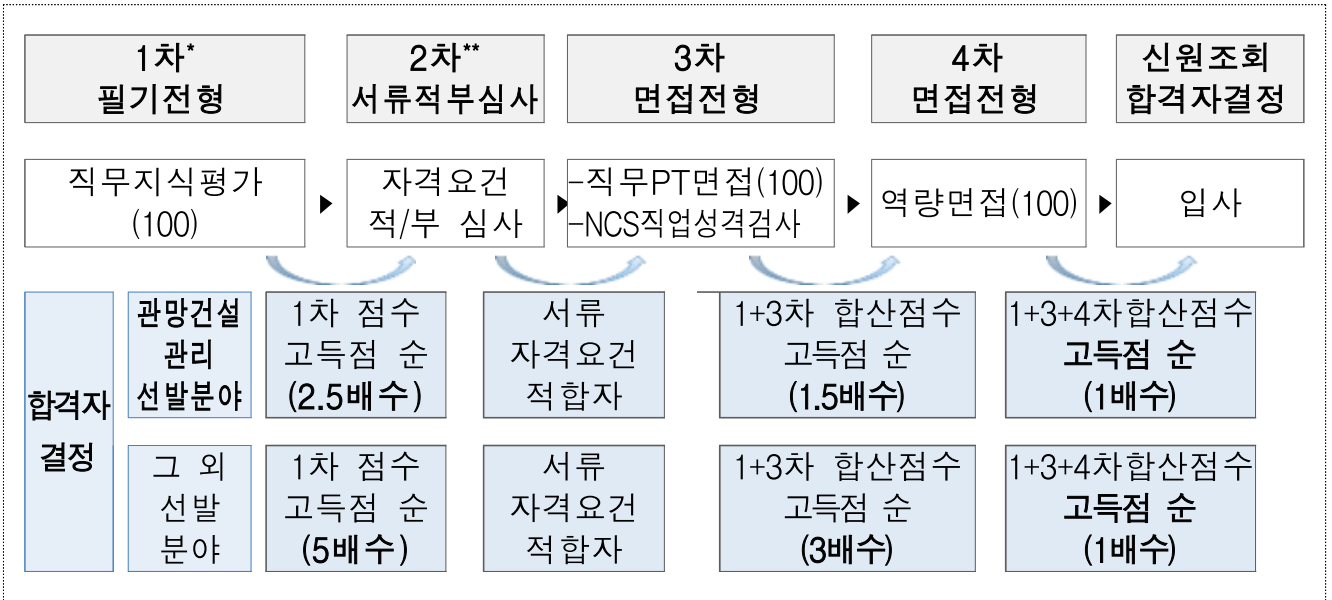 1차*
필기전형
2차**
서류적부심사
3차
면접전형
4차
면접전형
신원조회
합격자결정
직무지식평가
(100)
▶
자격요건
적/부 심사
▶
-직무PT면접(100)
-NCS직업성격검사
▶
역량면접(100)
▶
입사
합격자
결정
관망건설
관리
선발분야
1차 점수
고득점 순
(2.5배수)
서류
자격요건
적합자
1+3차 합산점수
고득점 순
(1.5배수)
1+3+4차합산점수
고득점 순
(1배수)
그 외
선발
분야
1차 점수
고득점 순
(5배수)
서류
자격요건
적합자
1+3차 합산점수
고득점 순
(3배수)
1+3+4차합산점수
고득점 순
(1배수)